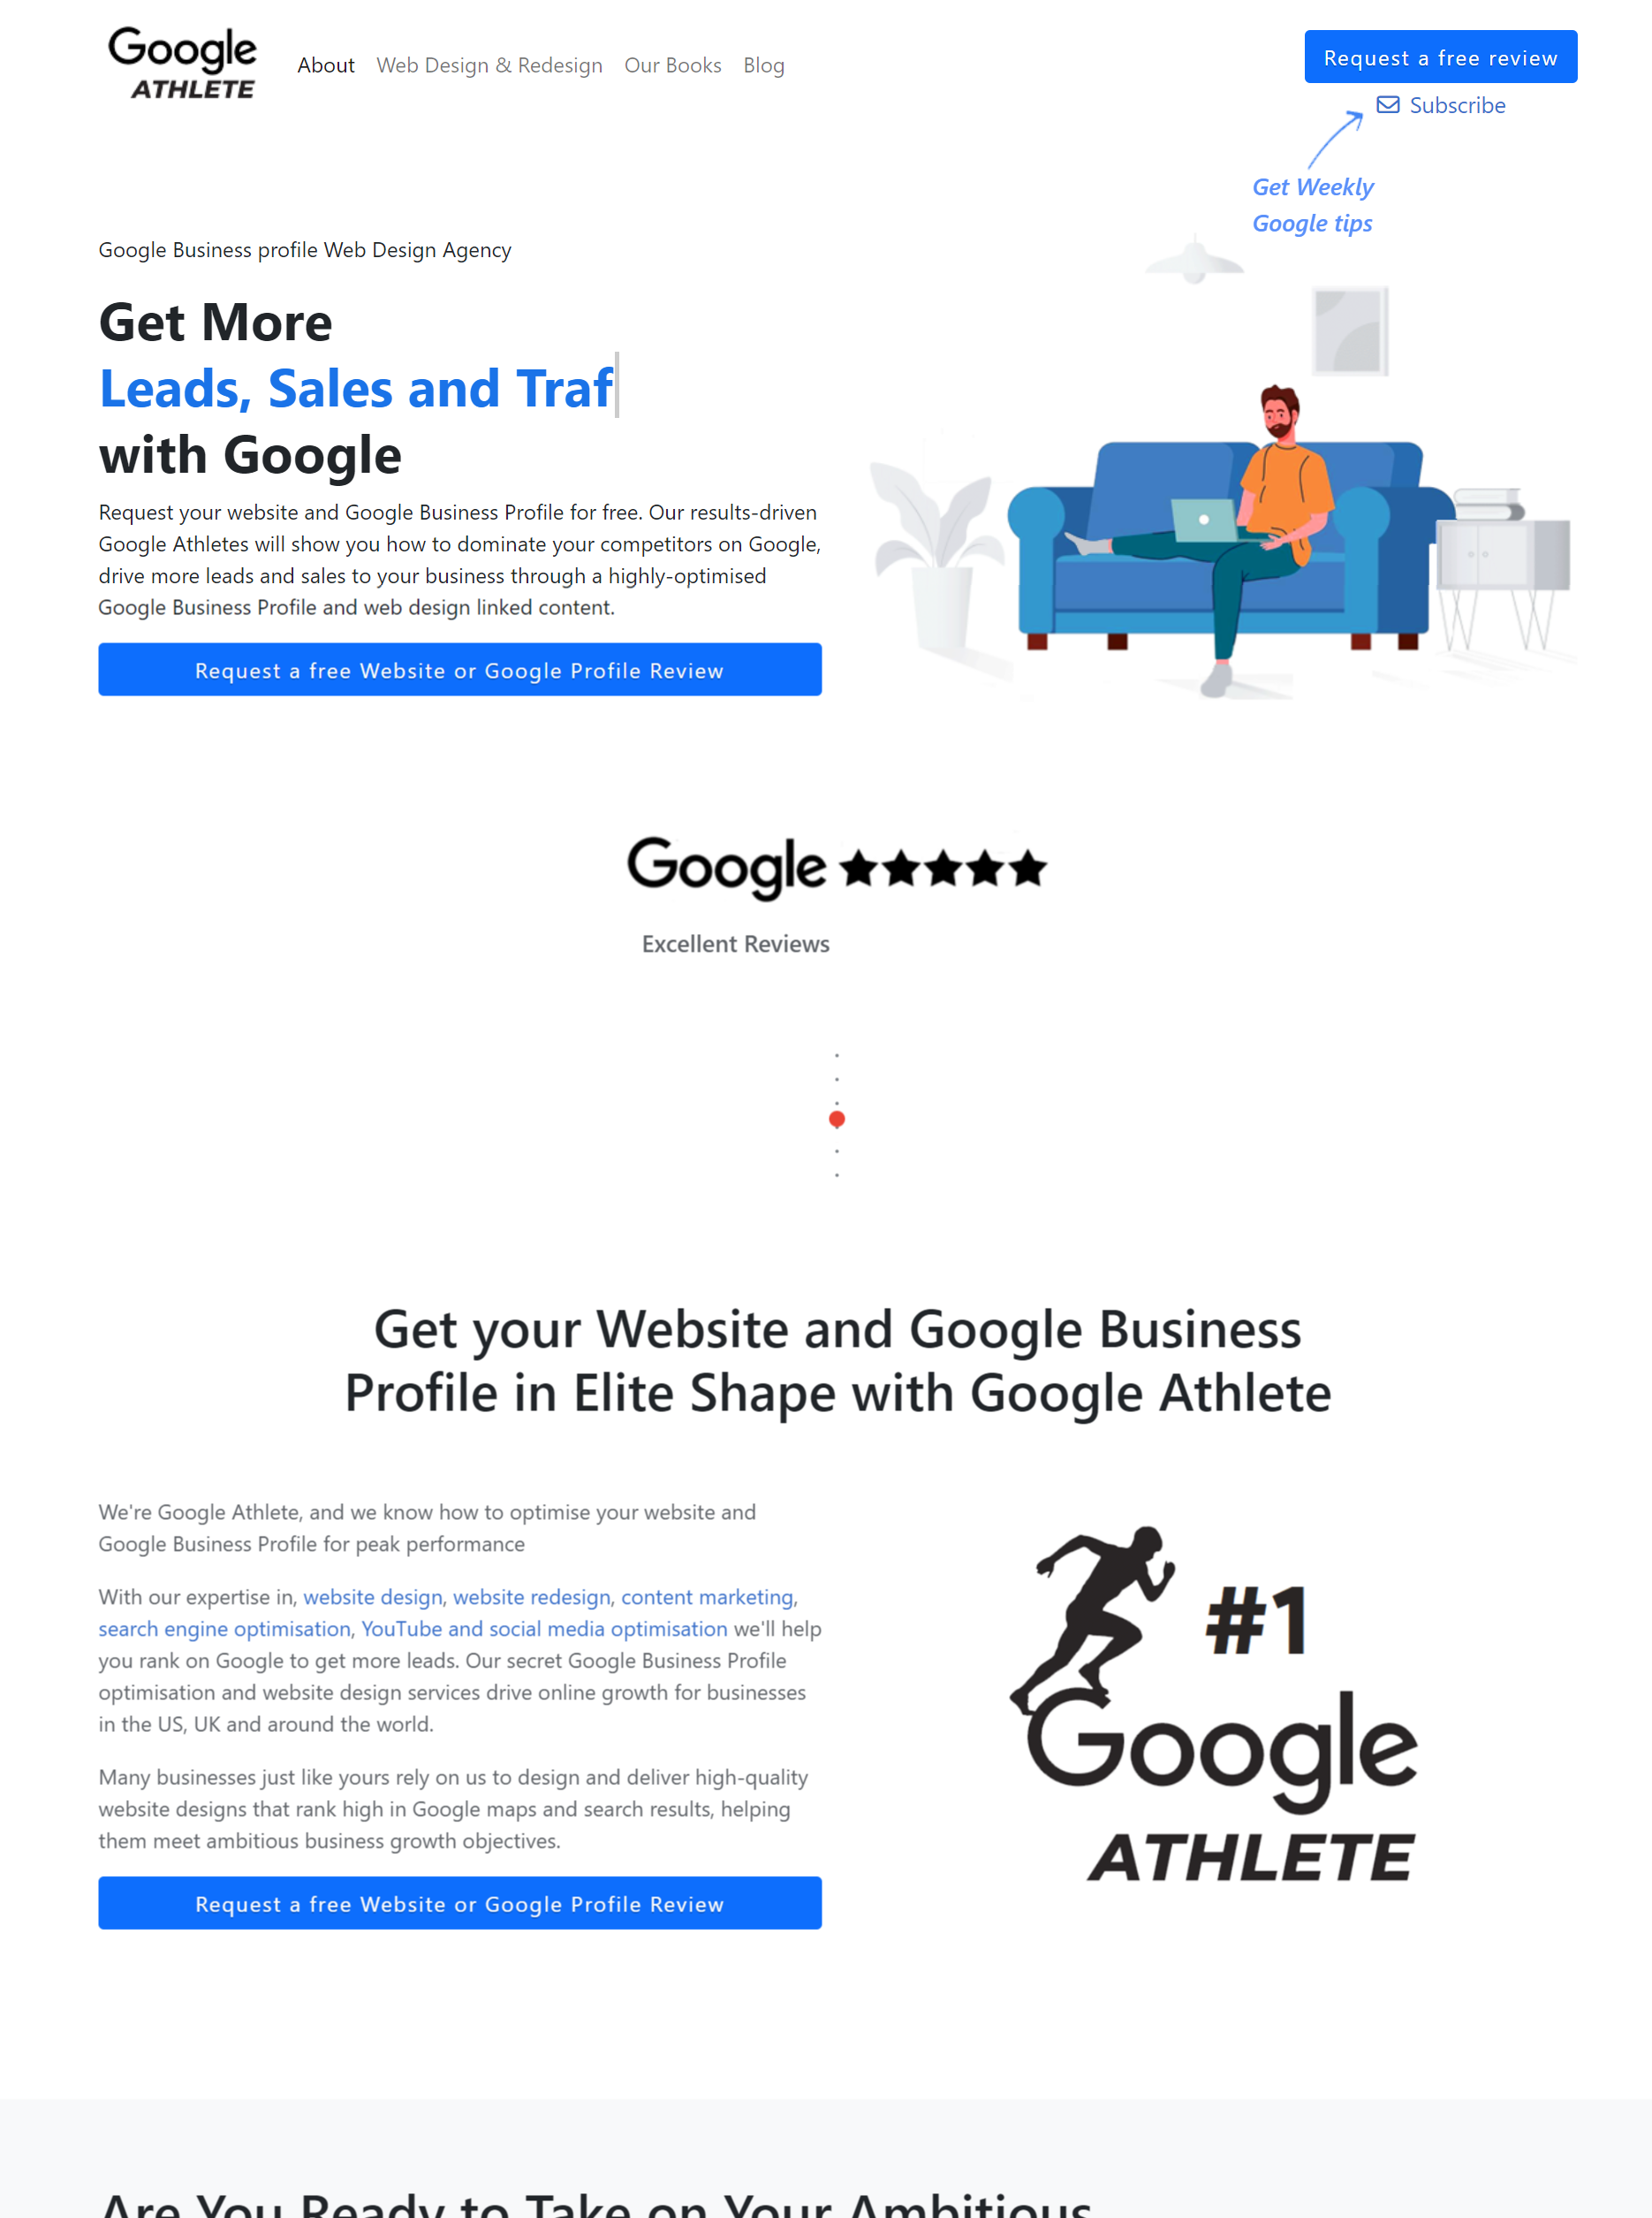 Google
ATHLETE
About
Web Design & Redesign
Our Books
Blog
Request a free review
Subscribe
Get Weekly
Google tips
Google Business profile Web Design Agency
Get More
Leads, Sales and Traf
with Google
Request your website and Google Business Profile for free. Our results-driven
Google Athletes will show you how to dominate your competitors on Google,
drive more leads and sales to your business through a highly-optimised
Google Business Profile and web design linked content.
Request a free Website or Google Profile Review
Google
Excellent Reviews
Get your Website and Google Business
Profile in Elite Shape with Google Athlete
We're Google Athlete, and we know how to optimise your website and
Google Business Profile for peak performance
With our expertise in, website design, website redesign, content marketing,
search engine optimisation, YouTube and social media optimisation we'll help
you rank on Google to get more leads. Our secret Google Business Profile
optimisation and website design services drive online growth for businesses
in the US, UK and around the world.
Many businesses just like yours rely on us to design and deliver high-quality
website designs that rank high in Google maps and search results, helping
them meet ambitious business growth objectives.
Request a free Website or Google Profile Review
#1
Google
ATHLETE
Are You Ready to Take on Your Ambitious